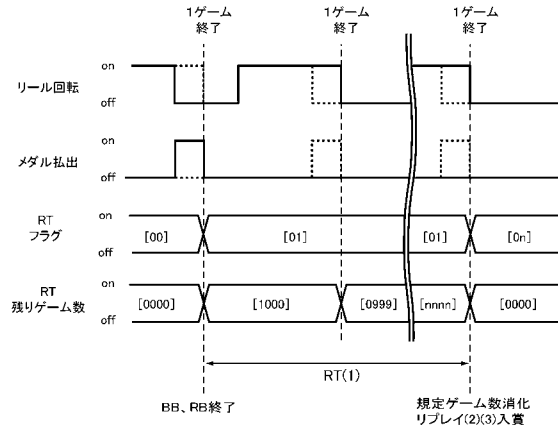 1ゲーム
終了
1ゲーム
終了
1ゲーム
終了
リール回転
on
off
メダル払出
on
off
RT
フラグ
on
off
[00]
[01]
[01]
[0n]
RT
残りゲーム数
on
off
[0000]
[1000]
[0999]
[nnnn]
[0000]
RT(1)
BB、RB終了
規定ゲーム数消化
リプレイ(2)(3)入賞